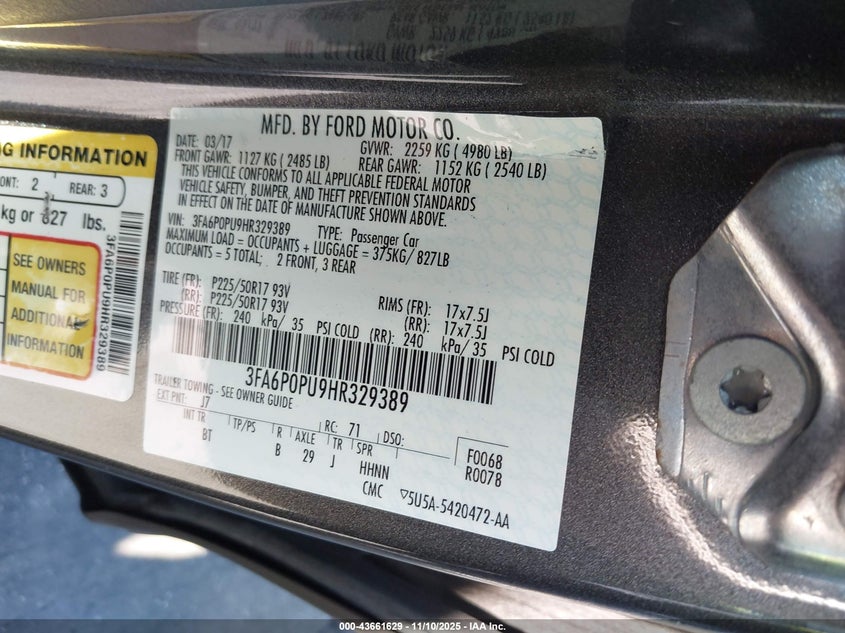 NG INFORMATION
ONT: 2
REAR: 3
kg or 827 lbs.
SEE OWNERS
MANUAL FOR
ADDITIONAL
INFORMATION
3FA6P0PU9HR329389
MFD. BY FORD MOTOR CO.
DATE: 03/17 GVWR: 2259 KG ( 4980 LB)
FRONT GAWR: 1127 KG ( 2485 LB) REAR GAWR: 1152 KG ( 2540 LB)
THIS VEHICLE CONFORMS TO ALL APPLICABLE FEDERAL MOTOR
VEHICLE SAFETY, BUMPER, AND THEFT PREVENTION STANDARDS
IN EFFECT ON THE DATE OF MANUFACTURE SHOWN ABOVE.
VIN: 3FA6P0PU9HR329389 TYPE: Passenger Car
MAXIMUM LOAD = OCCUPANTS + LUGGAGE = 375KG/ 827LB
OCCUPANTS = 5 TOTAL; 2 FRONT, 3 REAR
TIRE (FR): P225/50R17 93V RIMS (FR): 17x7.5J
(RR): P225/50R17 93V (RR): 17x7.5J
PRESSURE (FR): 240 kPa/ 35 PSI COLD (RR): 240 kPa/35 PSI COLD
3FA6P0PU9HR329389
TRAILER TOWING - SEE OWNER GUIDE
EXT PNT: J7 RC: 71 DSO: F0068
INT TR TP/PS R AXLE TR SPR R0078
BT B 29 J HHNN
CMC ▽5U5A-5420472-AA
000-43661629 - 11/10/2025 - IAA Inc.